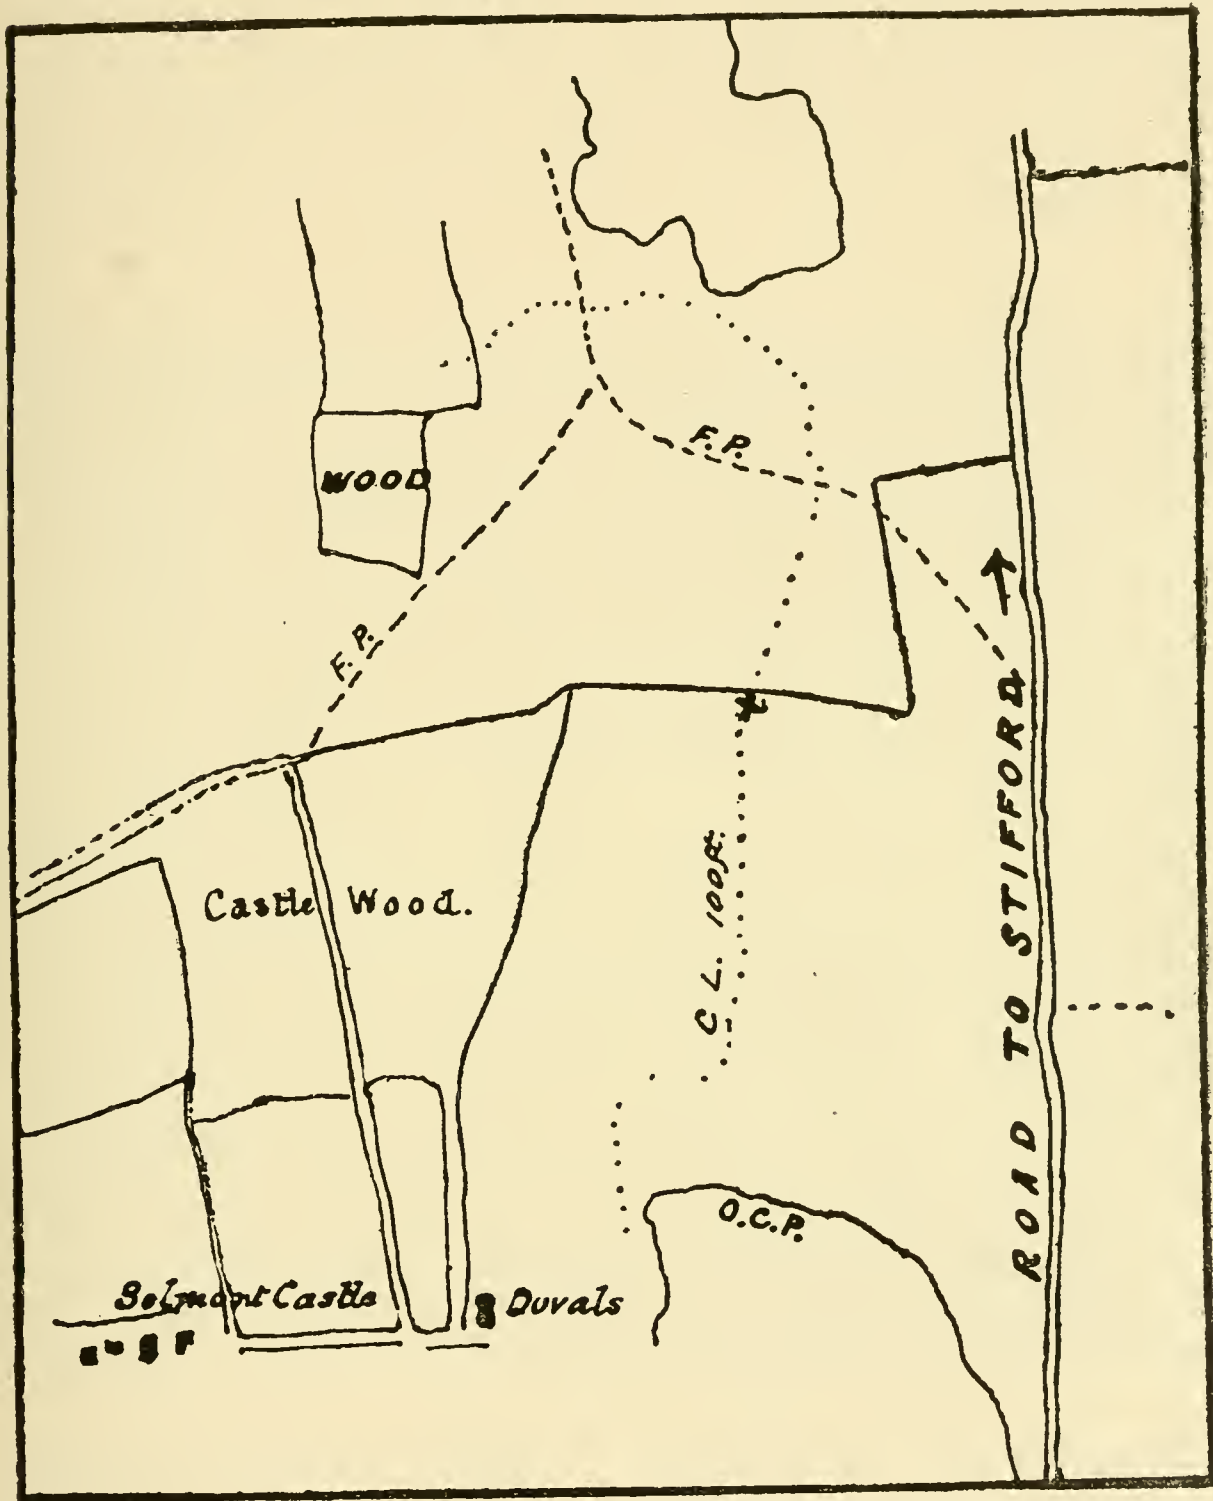 F. P.
WOOD
F. P.
C L. 100ft.
Castle Wood.
ROAD TO STIFFORD
O.C.P.
Belmont Castle
Duvals